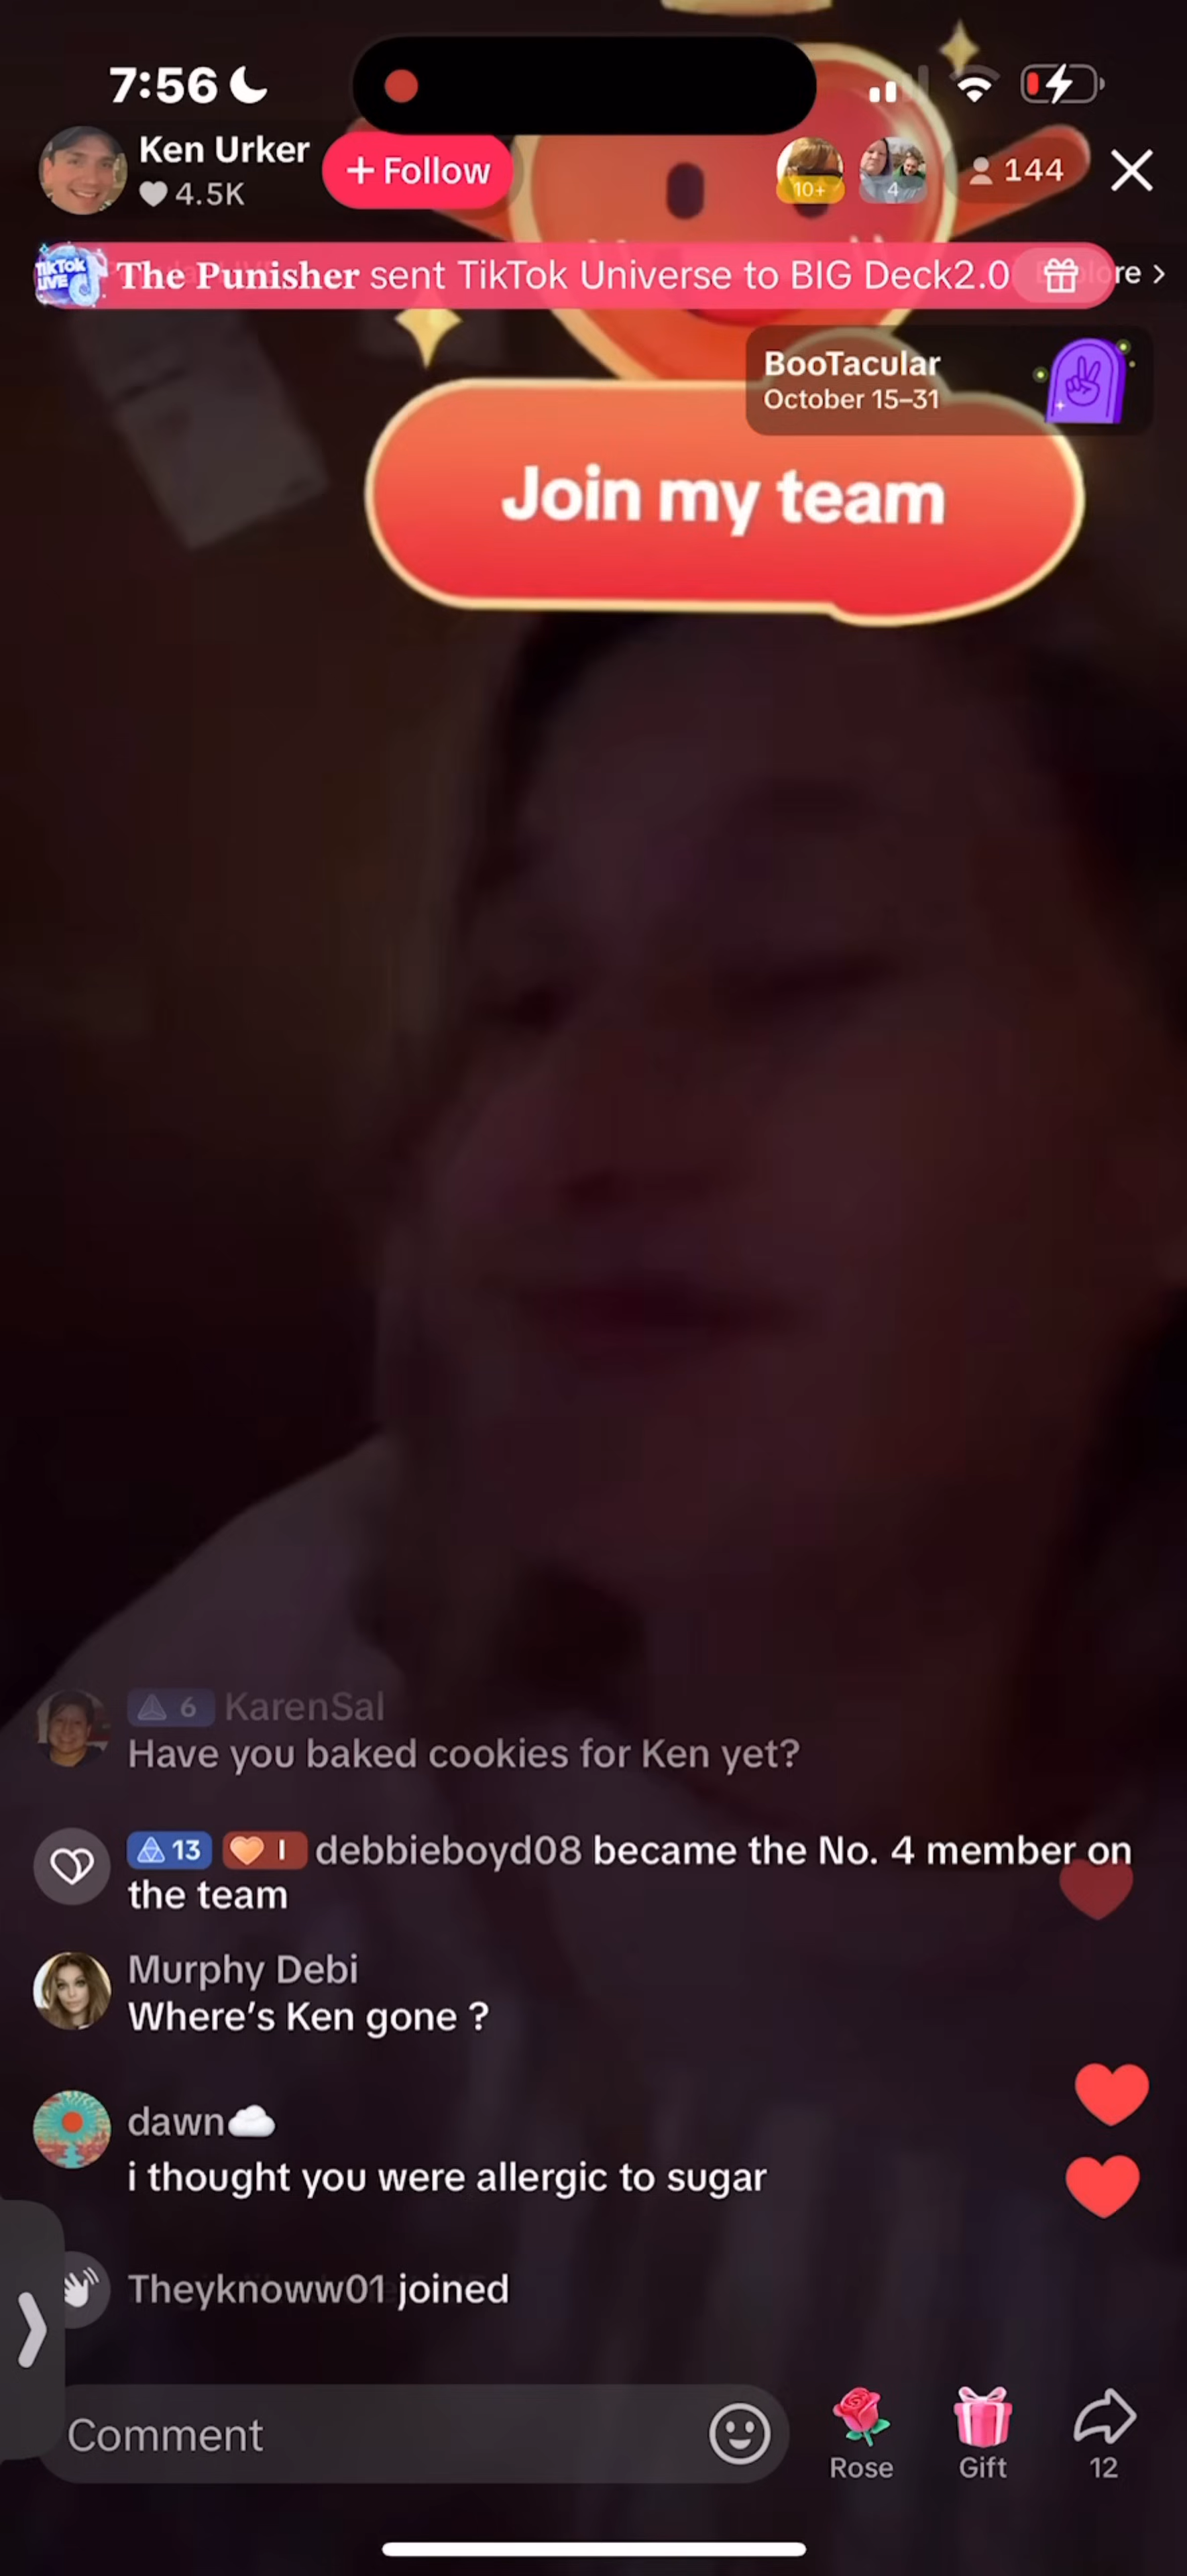 7:56
Ken Urker
4.5K
+ Follow
10+
4
144
TikTok
LIVE
The Punisher sent TikTok Universe to BIG Deck2.0
re >
BooTacular
October 15–31
Join my team
6 KarenSal
Have you baked cookies for Ken yet?
13 I debbieboyd08 became the No. 4 member on
the team
Murphy Debi
Where's Ken gone ?
dawn☁️
i thought you were allergic to sugar
Theyknoww01 joined
Comment
Rose
Gift
12